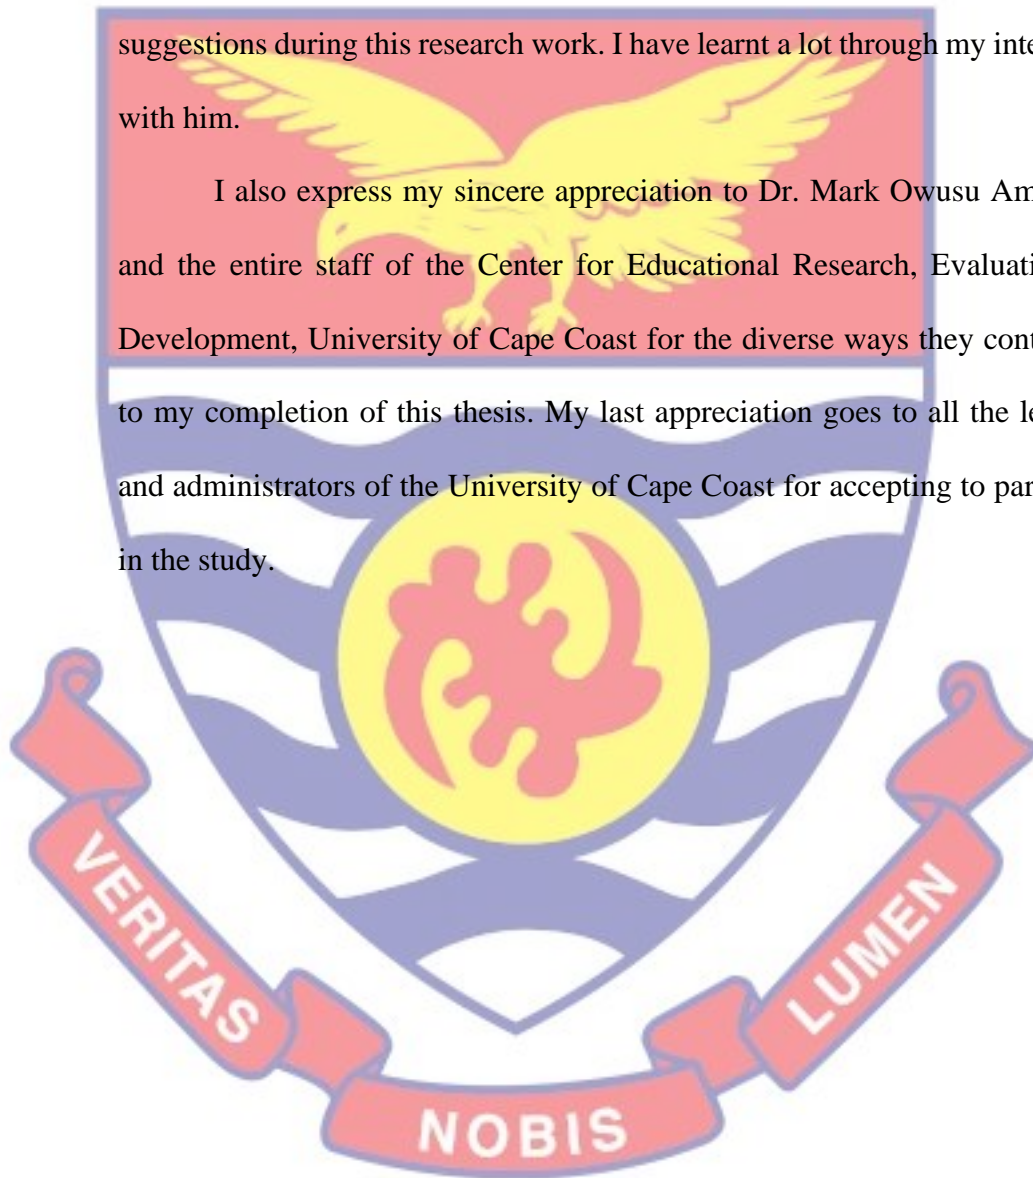 suggestions during this research work. I have learnt a lot through my inte
with him.
I also express my sincere appreciation to Dr. Mark Owusu Am
and the entire staff of the Center for Educational Research, Evaluati
Development, University of Cape Coast for the diverse ways they cont
to my completion of this thesis. My last appreciation goes to all the le
and administrators of the University of Cape Coast for accepting to par
in the study.
VERITAS
NOBIS
LUMEN